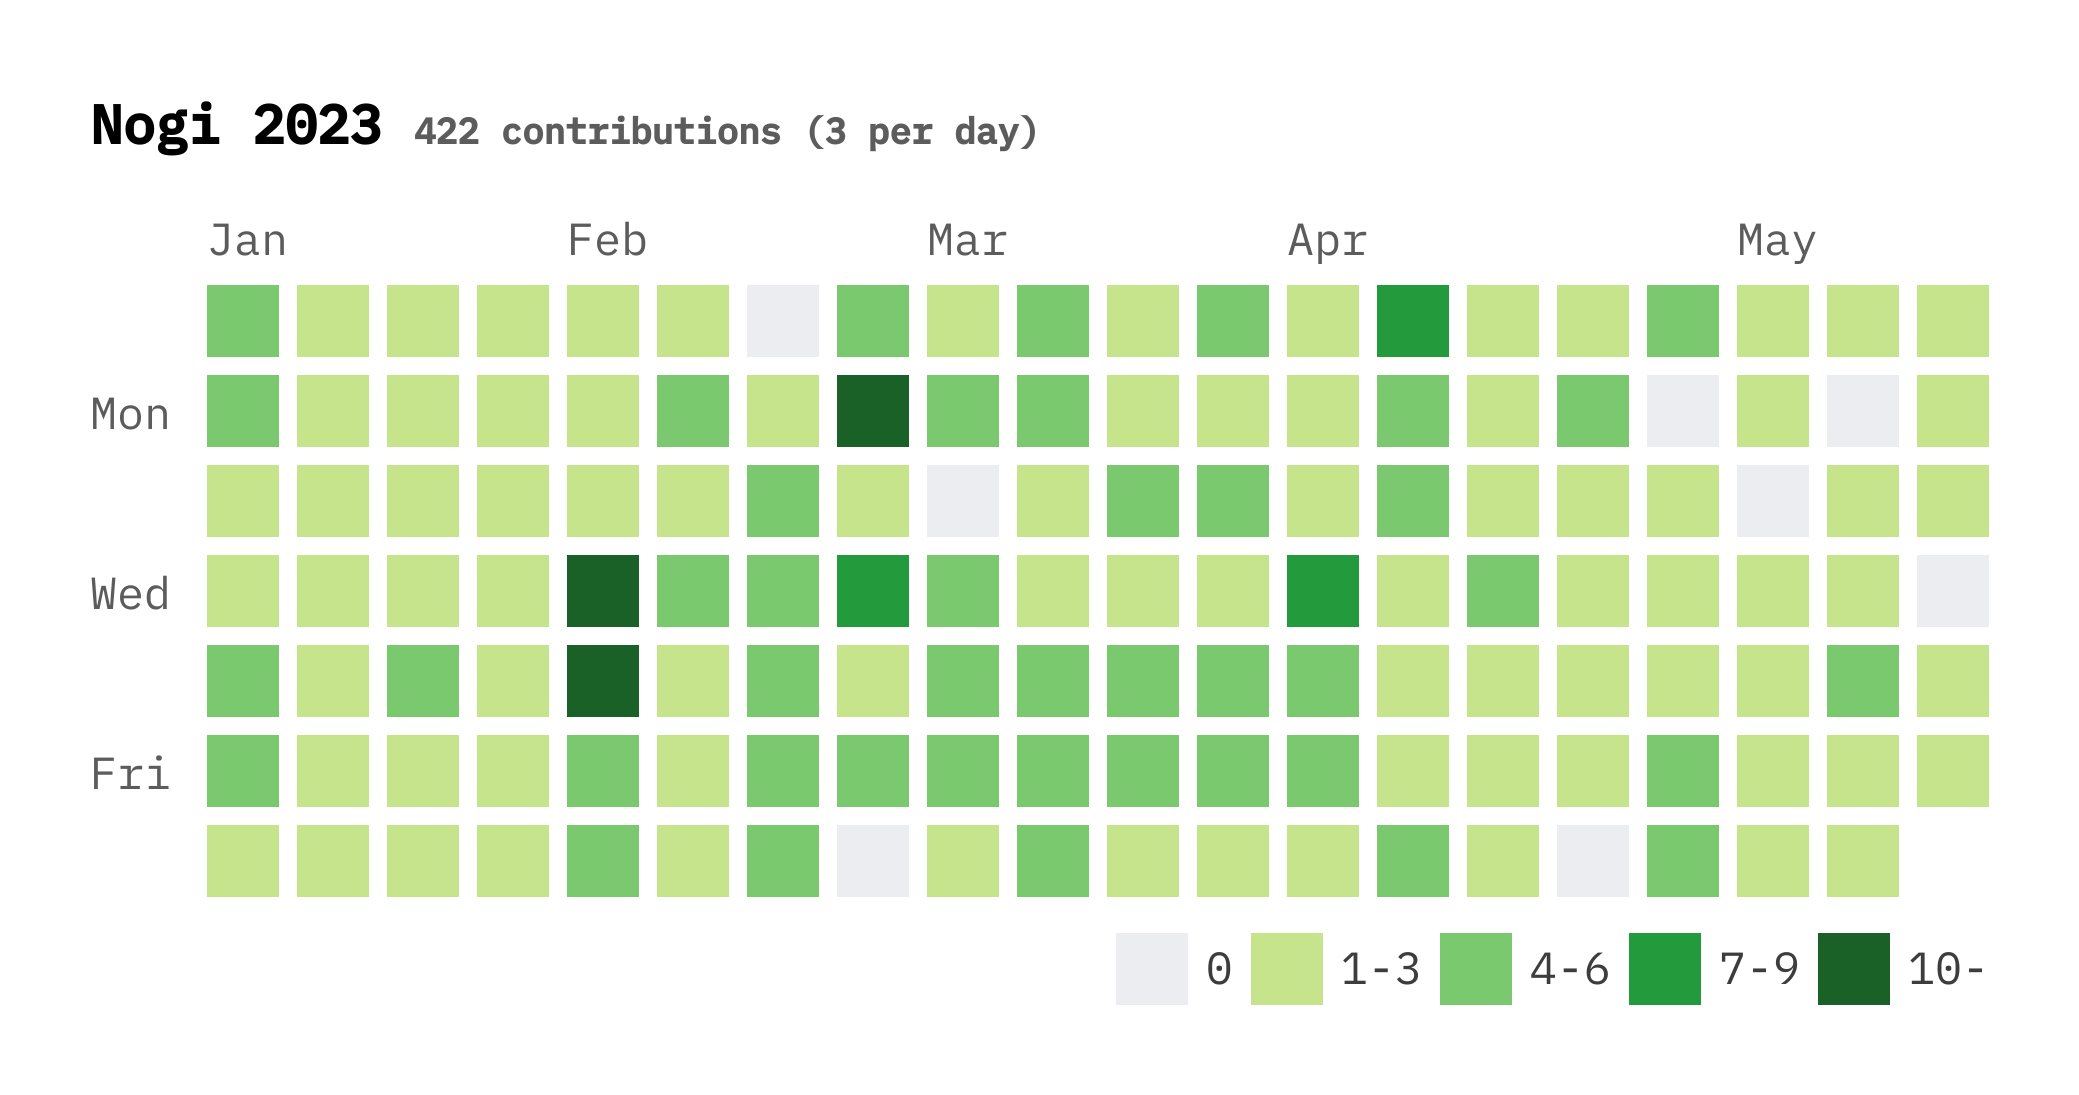 Nogi 2023 422 contributions (3 per day)
Jan Feb Mar Apr May
Mon
Wed
Fri
0 1-3 4-6 7-9 10-